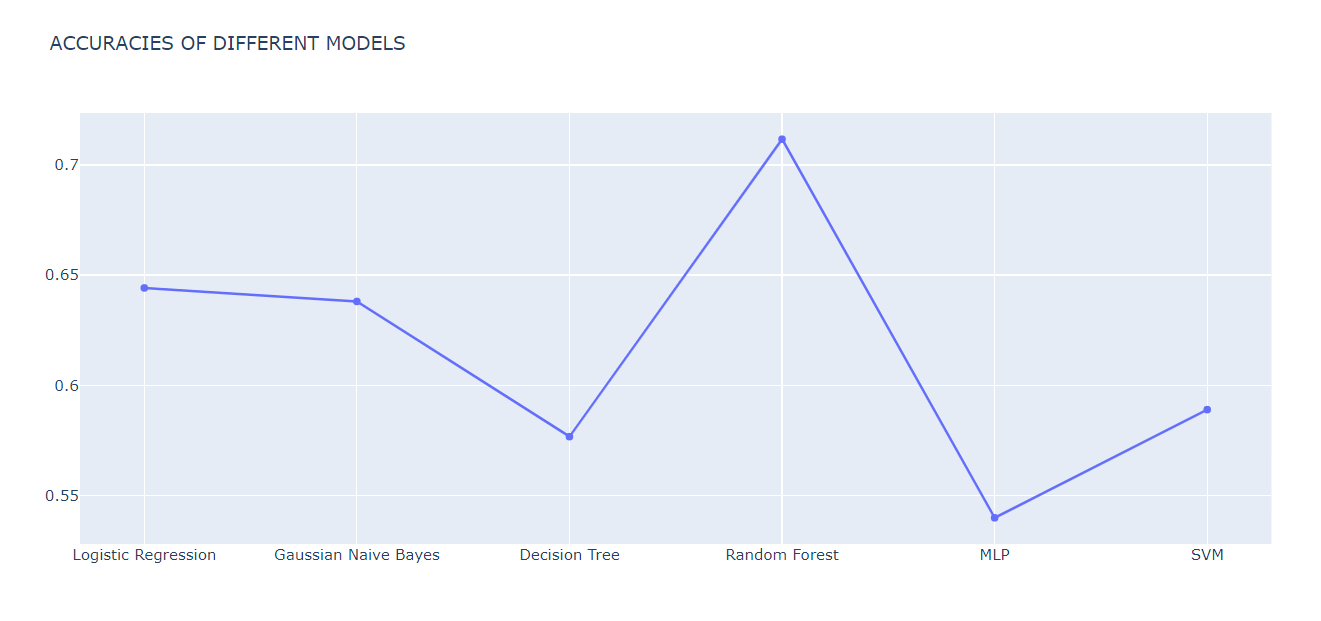 ACCURACIES OF DIFFERENT MODELS
0.7
0.65
0.6
0.55
Logistic Regression Gaussian Naive Bayes Decision Tree Random Forest MLP SVM